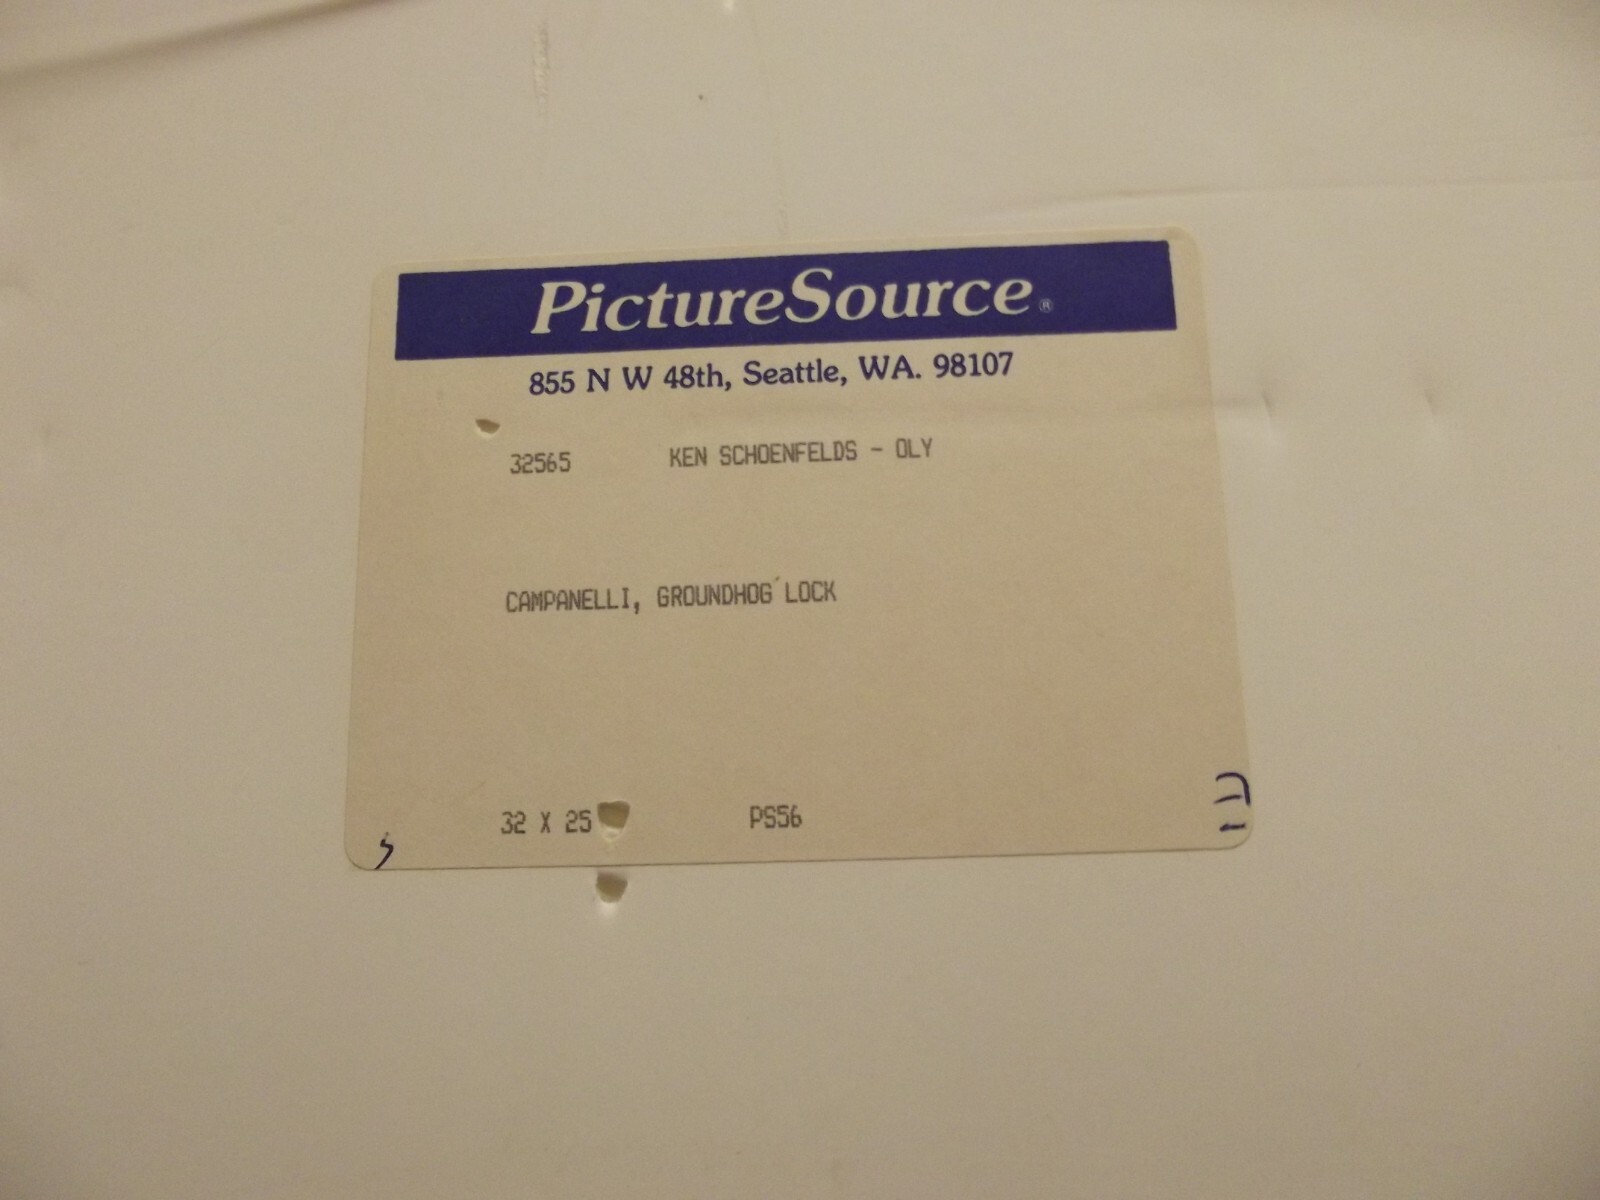 PictureSource®
855 N W 48th, Seattle, WA. 98107
32565 KEN SCHOENFELDS - OLY
CAMPANELLI, GROUNDHOG´LOCK
32 X 25 PS56